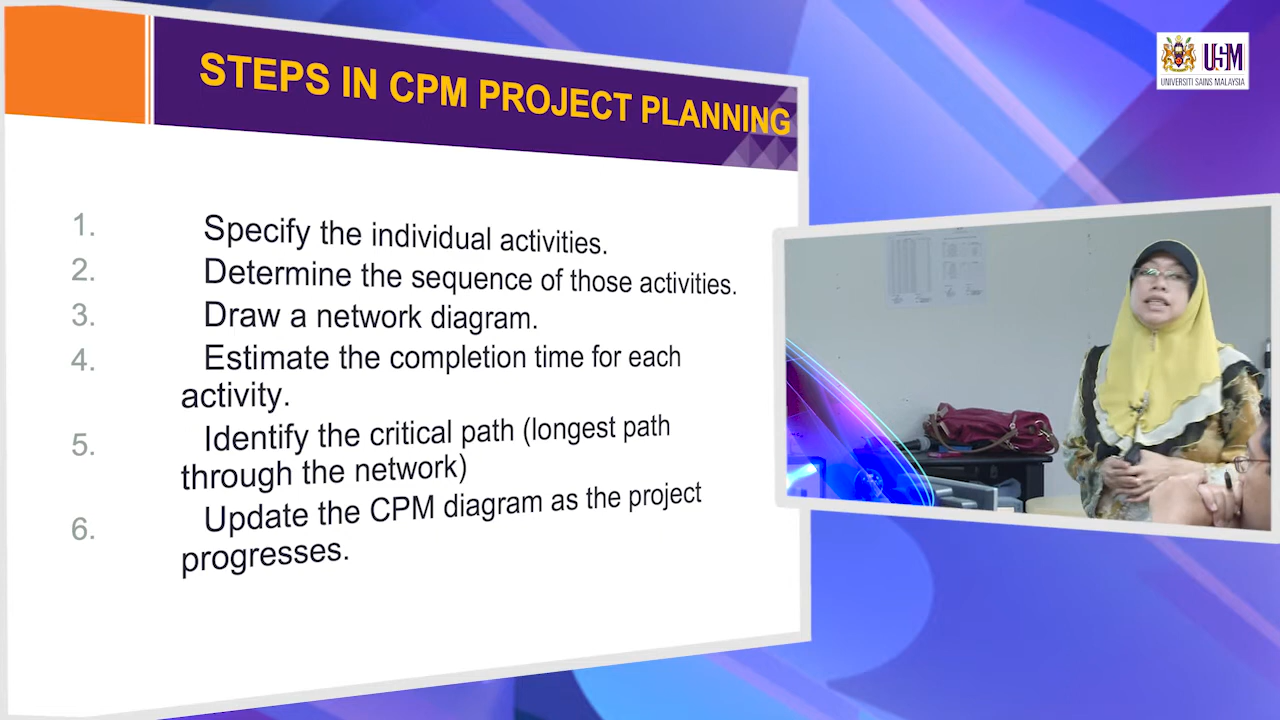 STEPS IN CPM PROJECT PLANNING
USM
UNIVERSITI SAINS MALAYSIA
1. Specify the individual activities.
2. Determine the sequence of those activities.
3. Draw a network diagram.
4. Estimate the completion time for each
activity.
5. Identify the critical path (longest path
through the network)
6. Update the CPM diagram as the project
progresses.